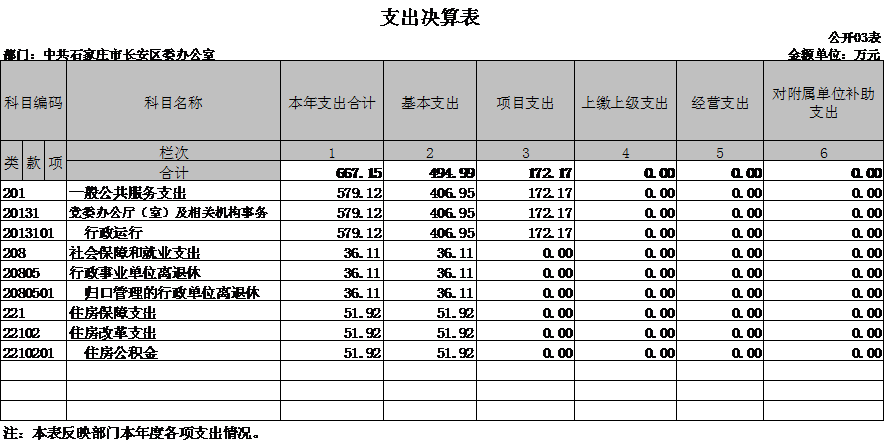 支出决算表
公开03表
部门：中共石家庄市长安区委办公室 金额单位：万元
科目编码 科目名称 本年支出合计 基本支出 项目支出 上缴上级支出 经营支出 对附属单位补助
支出
类 款 项 栏次 1 2 3 4 5 6
合计 667.15 494.99 172.17 0.00 0.00 0.00
201 一般公共服务支出 579.12 406.95 172.17 0.00 0.00 0.00
20131 党委办公厅（室）及相关机构事务 579.12 406.95 172.17 0.00 0.00 0.00
2013101 行政运行 579.12 406.95 172.17 0.00 0.00 0.00
208 社会保障和就业支出 36.11 36.11 0.00 0.00 0.00 0.00
20805 行政事业单位离退休 36.11 36.11 0.00 0.00 0.00 0.00
2080501 归口管理的行政单位离退休 36.11 36.11 0.00 0.00 0.00 0.00
221 住房保障支出 51.92 51.92 0.00 0.00 0.00 0.00
22102 住房改革支出 51.92 51.92 0.00 0.00 0.00 0.00
2210201 住房公积金 51.92 51.92 0.00 0.00 0.00 0.00
注：本表反映部门本年度各项支出情况。